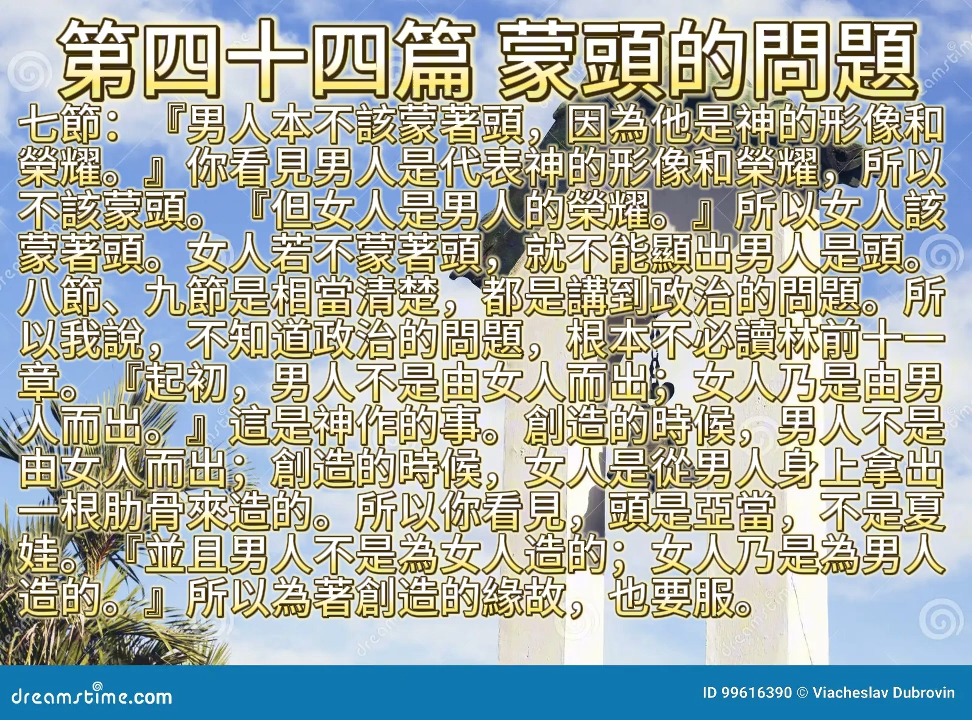 第四十四篇 蒙頭的問題
七節：『男人本不該蒙著頭，因為他是神的形像和
榮耀。』你看見男人是代表神的形像和榮耀，所以
不該蒙頭。『但女人是男人的榮耀。』所以女人該
蒙著頭。女人若不蒙著頭，就不能顯出男人是頭。
八節、九節是相當清楚，都是講到政治的問題。所
以我說，不知道政治的問題，根本不必讀林前十一
章。『起初，男人不是由女人而出；女人乃是由男
人而出。』這是神作的事。創造的時候，男人不是
由女人而出；創造的時候，女人是從男人身上拿出
一根肋骨來造的。所以你看見，頭是亞當，不是夏
娃。『並且男人不是為女人造的；女人乃是為男人
造的。』所以為著創造的緣故，也要服。
dreamstime.com
ID 99616390 © Viacheslav Dubrovin